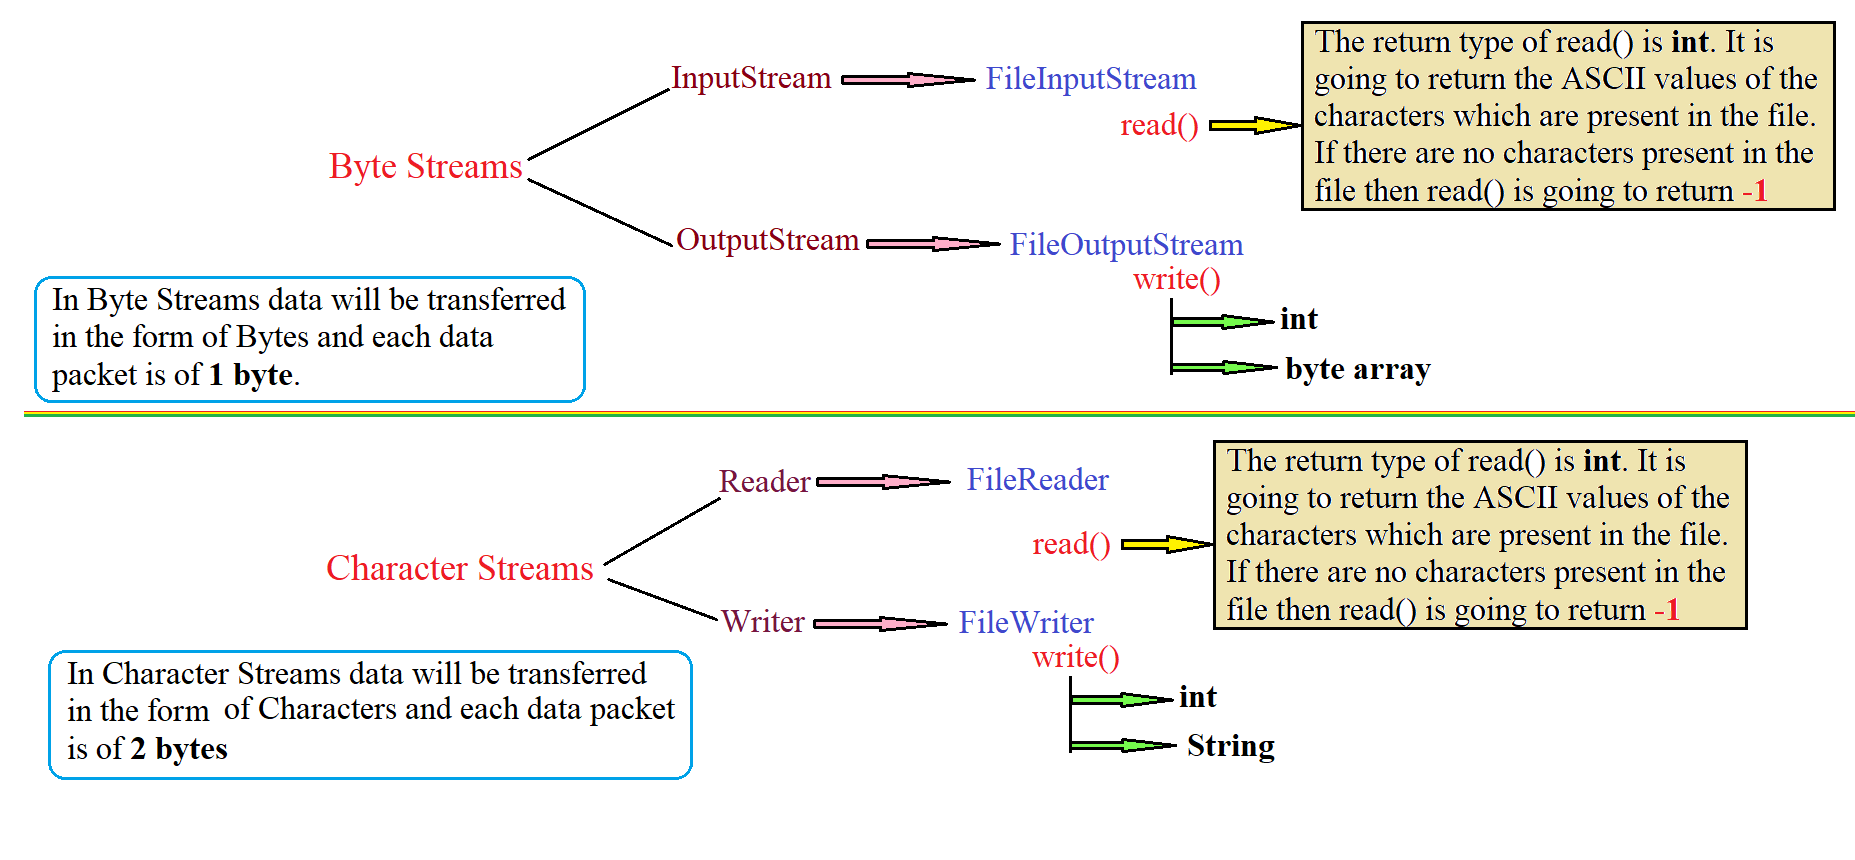 InputStream
FileInputStream
read()
The return type of read() is int. It is
going to return the ASCII values of the
characters which are present in the file.
If there are no characters present in the
file then read() is going to return -1
Byte Streams
OutputStream
FileOutputStream
write()
int
byte array
In Byte Streams data will be transferred
in the form of Bytes and each data
packet is of 1 byte.
Reader
FileReader
read()
The return type of read() is int. It is
going to return the ASCII values of the
characters which are present in the file.
If there are no characters present in the
file then read() is going to return -1
Character Streams
Writer
FileWriter
write()
int
String
In Character Streams data will be transferred
in the form of Characters and each data packet
is of 2 bytes